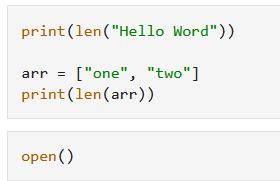 print(len("Hello Word"))
arr = ["one", "two"]
print(len(arr))
open()